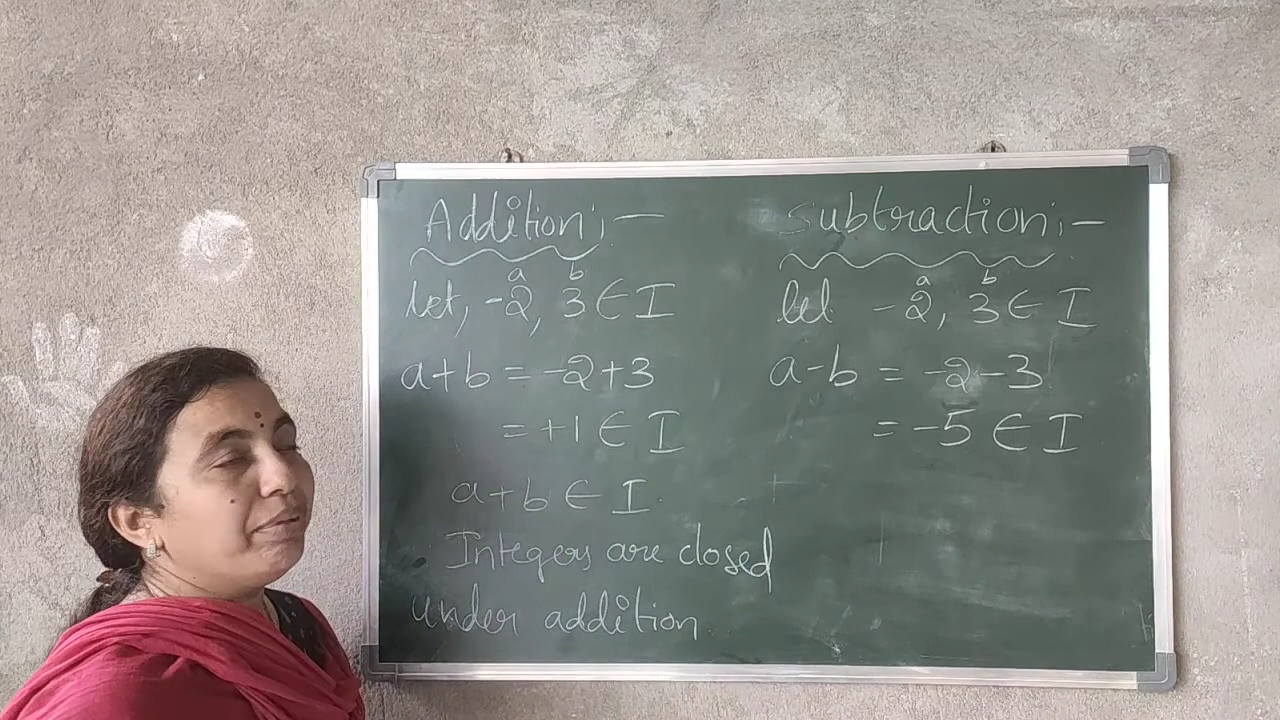 Addition:-
let, -2, 3 ∈ I
a b
a+b = -2+3
= +1 ∈ I
a+b ∈ I.
Integers are closed
under addition.
Subtraction:-
a b
let -2, 3 ∈ I
a-b = -2-3
= -5 ∈ I